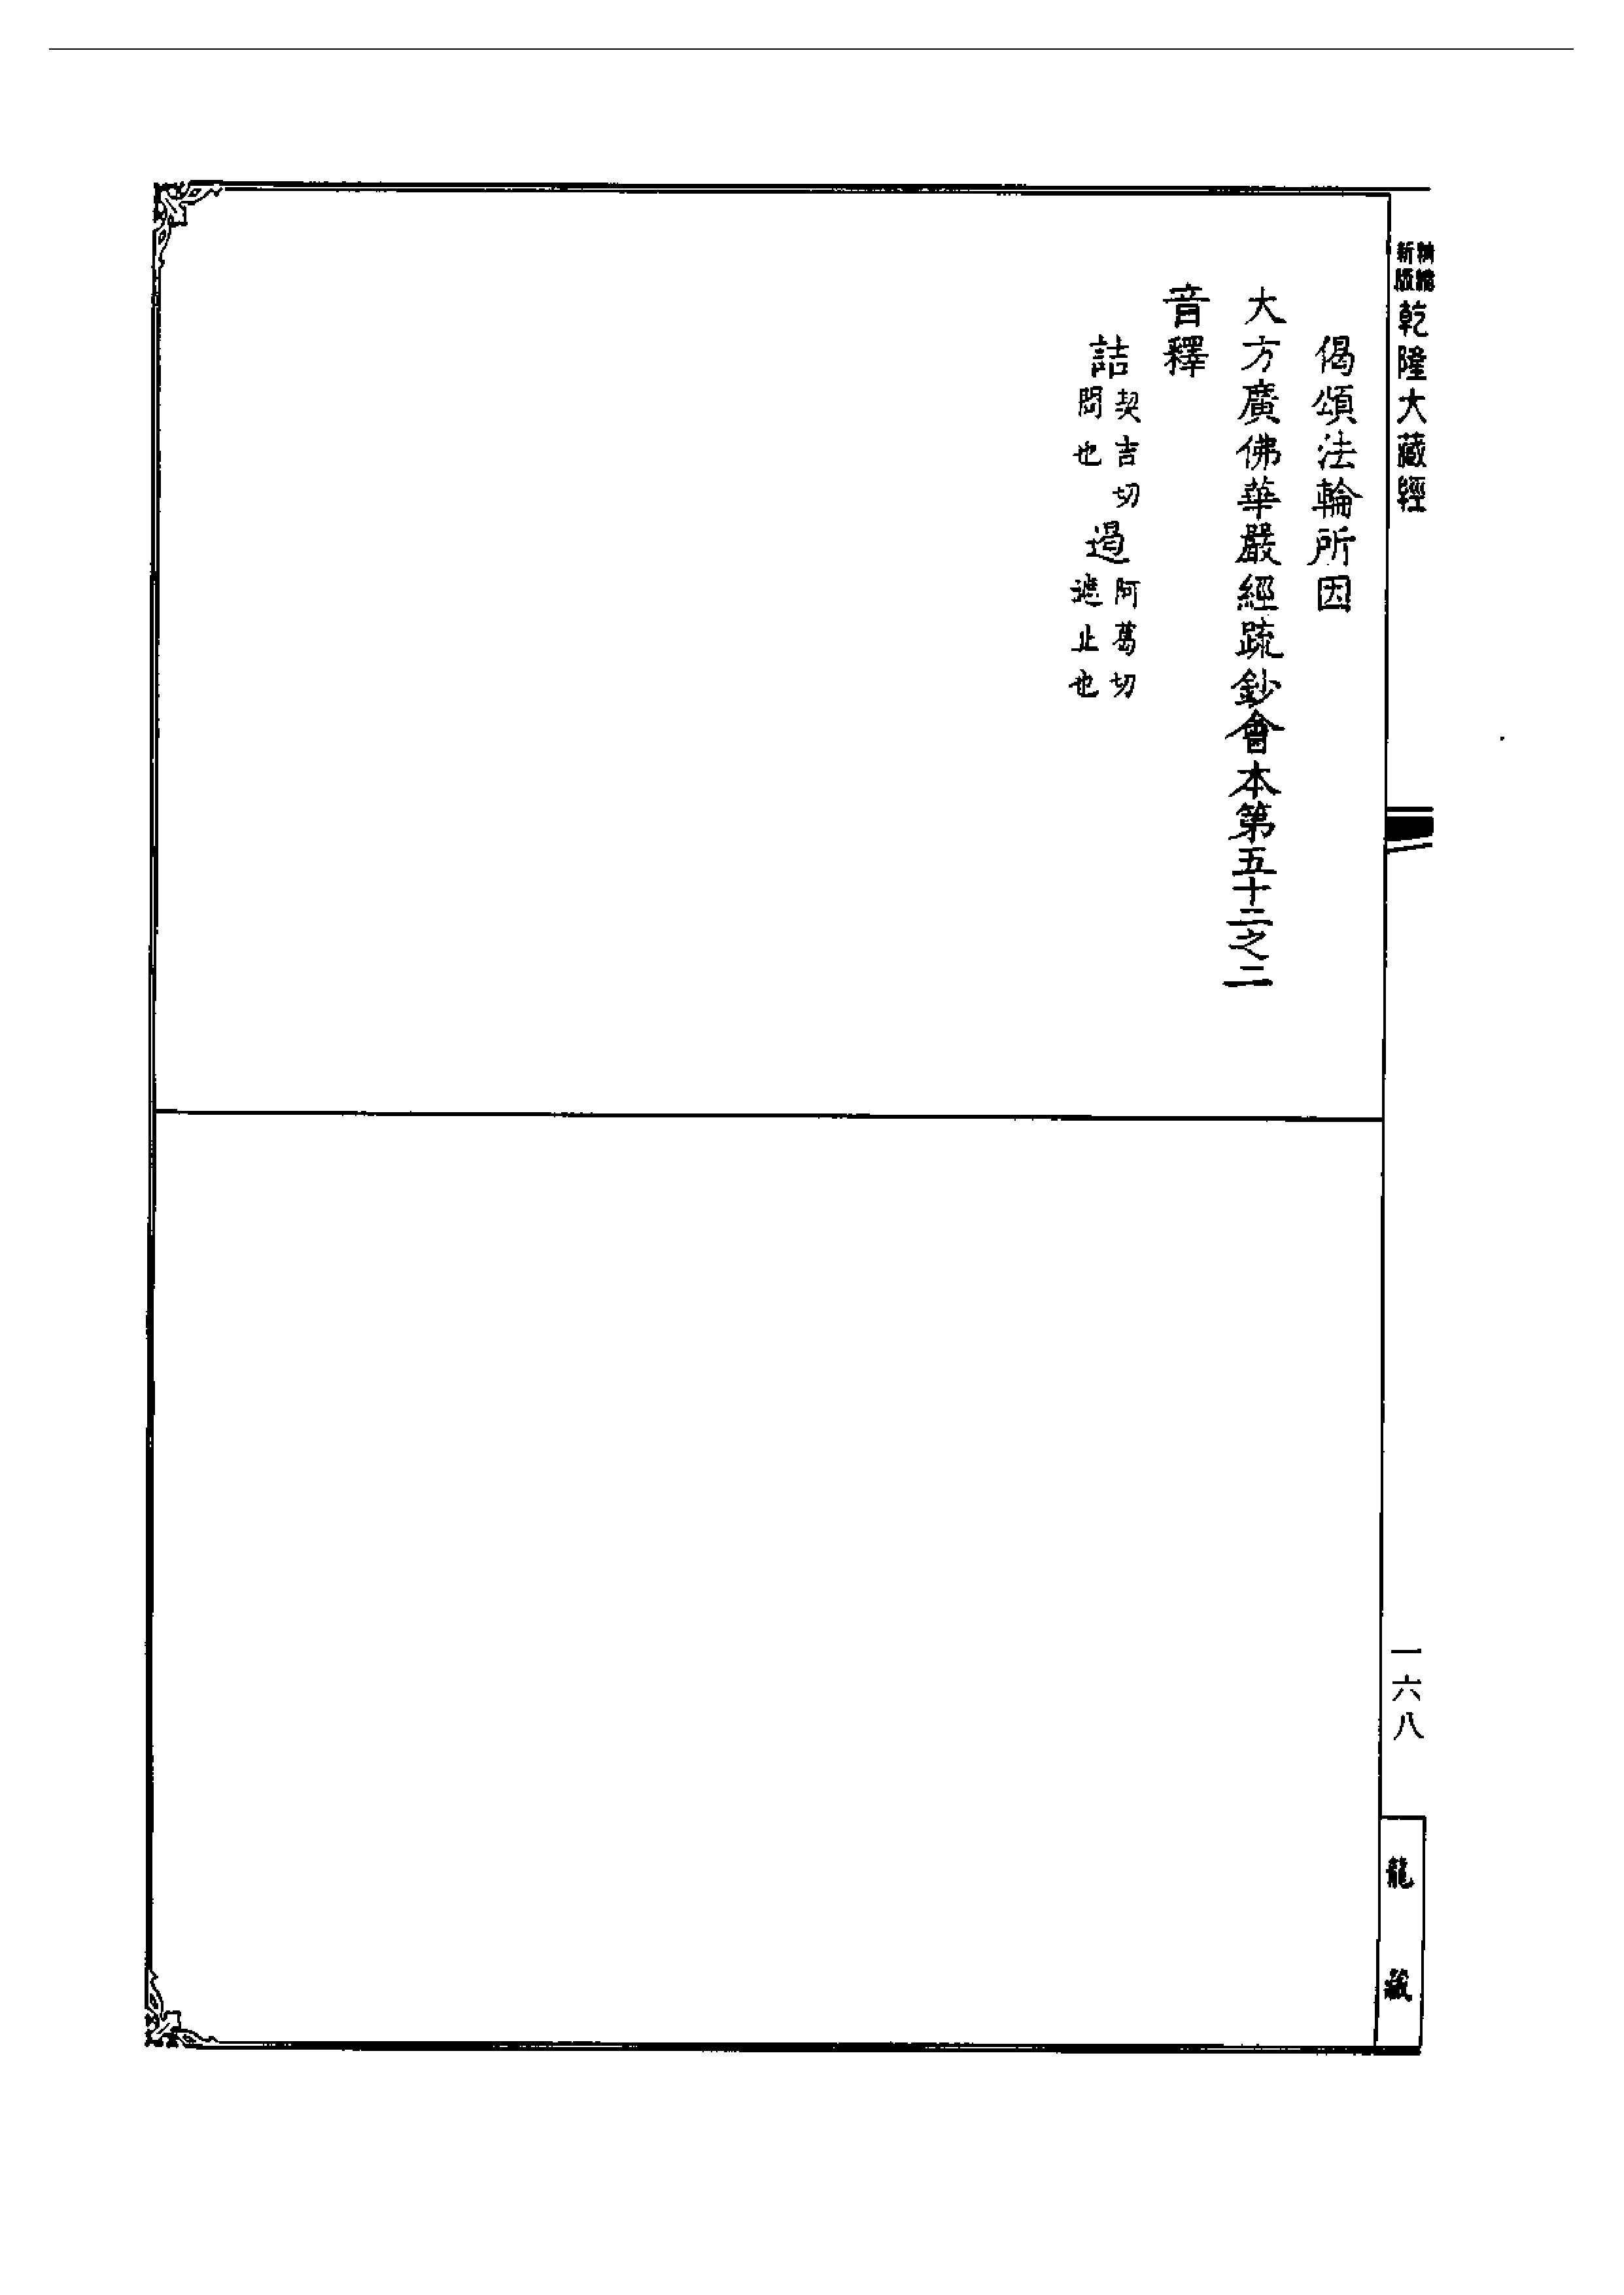 精縮新版乾隆大藏經
偈頌法輪所因
大方廣佛華嚴經疏鈔會本第五十二之二
音釋
詰契吉切問也遏阿葛切遮止也
一六八
龍藏